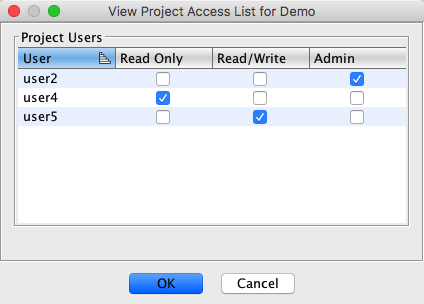 View Project Access List for Demo
Project Users
User Read Only Read/Write Admin
user2
user4
user5
OK Cancel